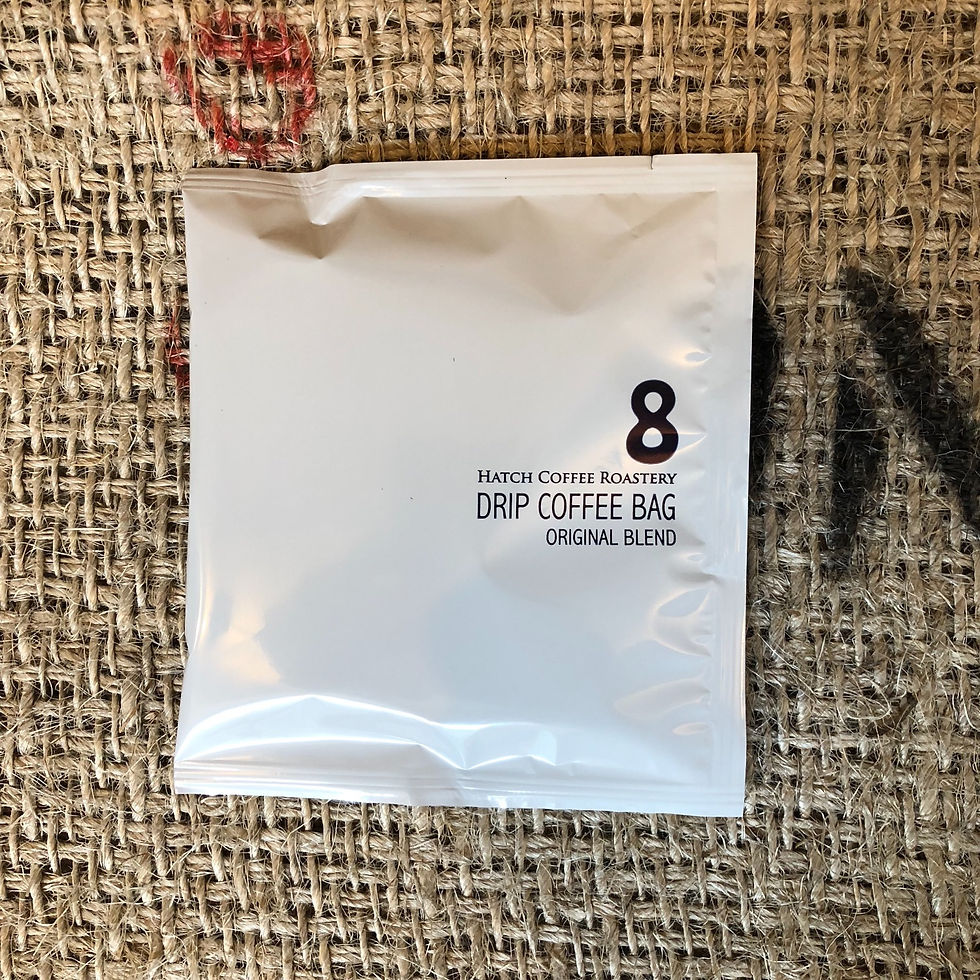 8
Hatch Coffee Roastery
DRIP COFFEE BAG
ORIGINAL BLEND